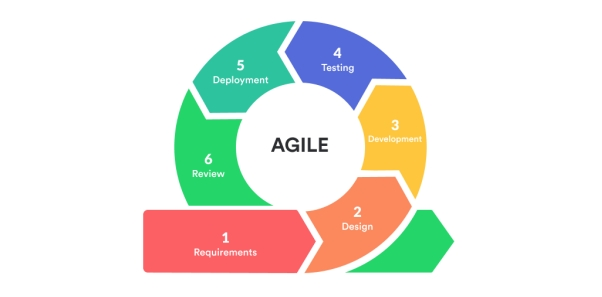 AGILE
1
Requirements
2
Design
3
Development
4
Testing
5
Deployment
6
Review